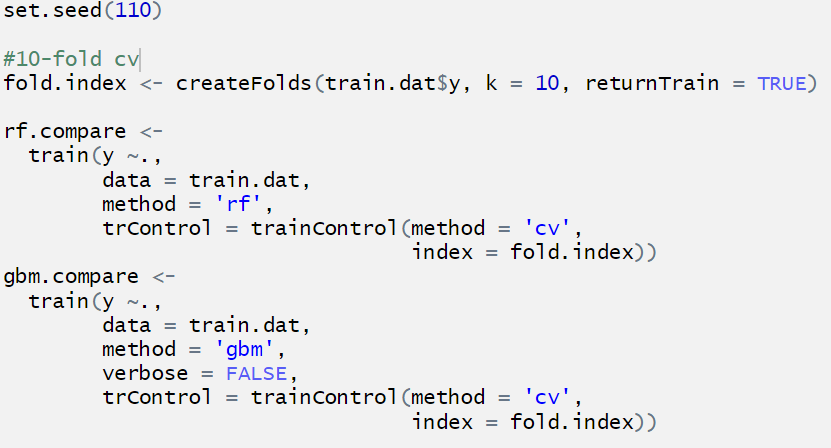 set.seed(110)
#10-fold cv
fold.index <- createFolds(train.dat$y, k = 10, returnTrain = TRUE)
rf.compare <-
  train(y ~.,
        data = train.dat,
        method = 'rf',
        trControl = trainControl(method = 'cv',
                                 index = fold.index))
gbm.compare <-
  train(y ~.,
        data = train.dat,
        method = 'gbm',
        verbose = FALSE,
        trControl = trainControl(method = 'cv',
                                 index = fold.index))